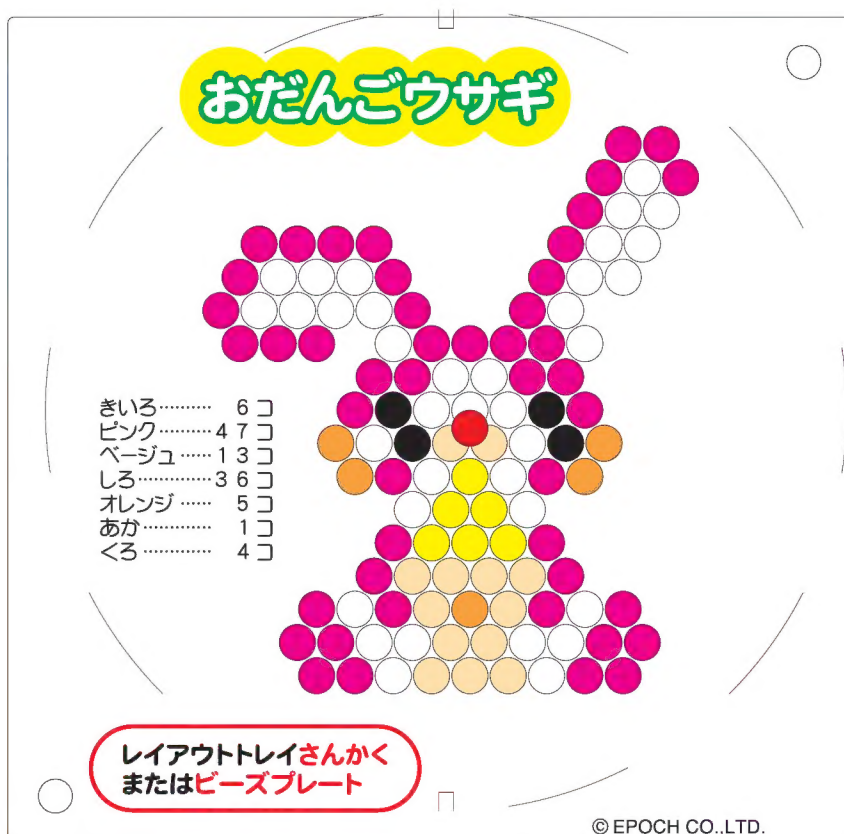 おだんごウサギ
きいろ……… 6コ
ピンク………47コ
ベージュ……13コ
しろ…………36コ
オレンジ…… 5コ
あか………… 1コ
くろ………… 4コ
レイアウトトレイさんかく
またはビーズプレート
© EPOCH CO.,LTD.